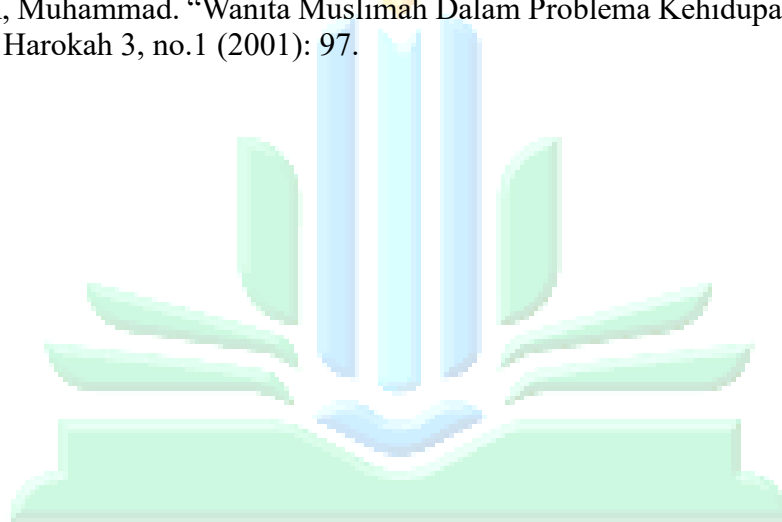 , Muhammad. “Wanita Muslimah Dalam Problema Kehidupa
Harokah 3, no.1 (2001): 97.